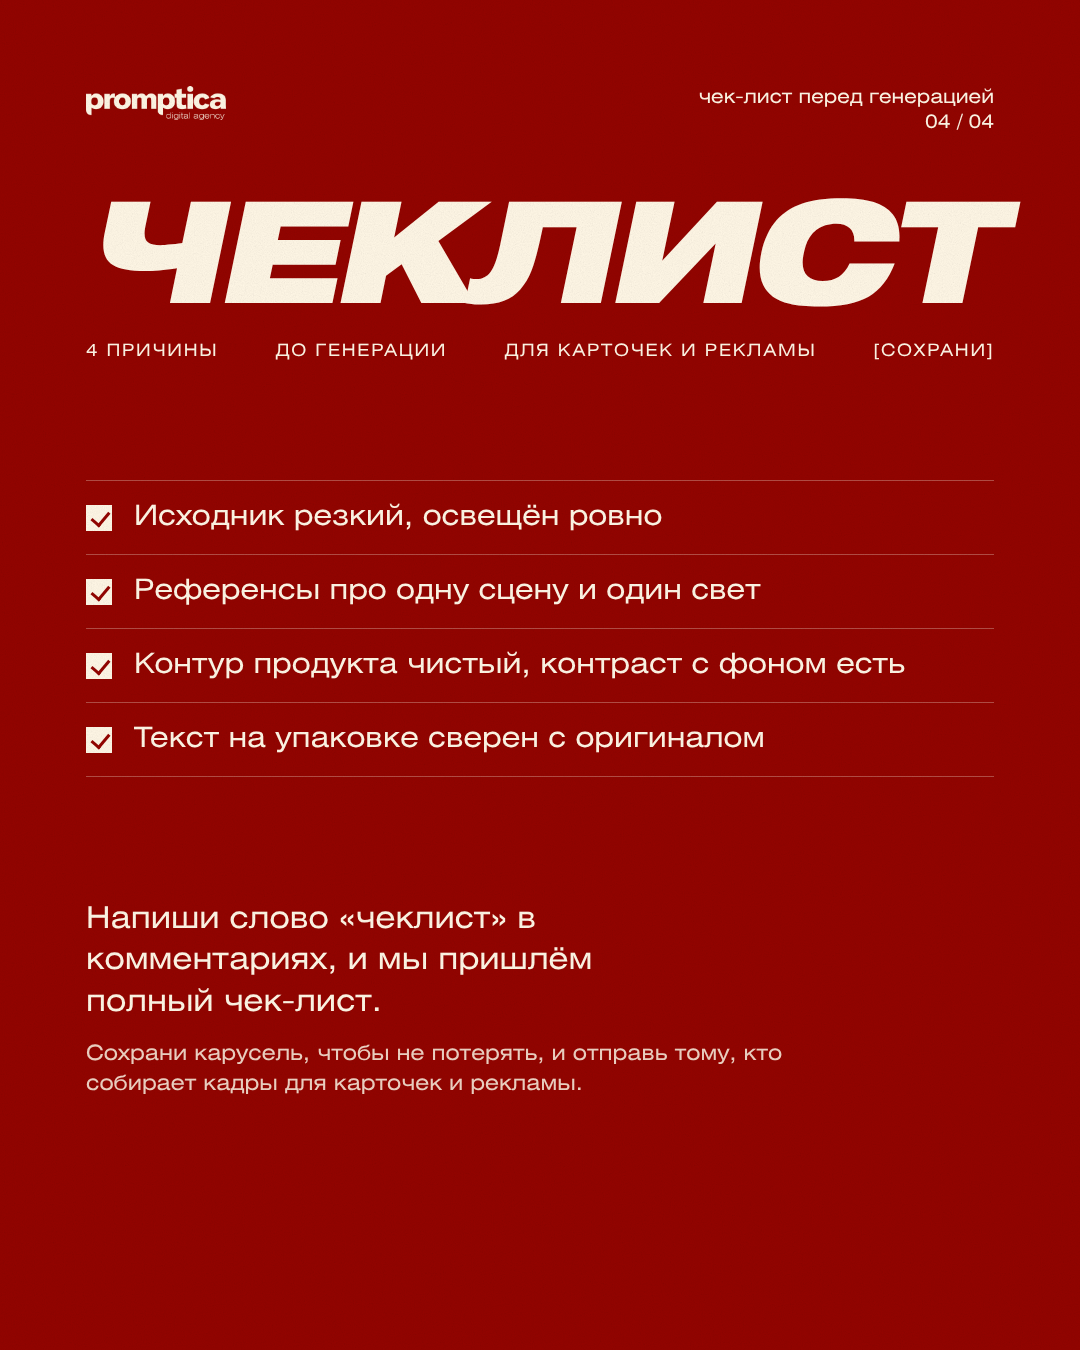 promptica
digital agency
чек-лист перед генерацией
04 / 04
ЧЕКЛИСТ
4 ПРИЧИНЫ ДО ГЕНЕРАЦИИ ДЛЯ КАРТОЧЕК И РЕКЛАМЫ [СОХРАНИ]
Исходник резкий, освещён ровно
Референсы про одну сцену и один свет
Контур продукта чистый, контраст с фоном есть
Текст на упаковке сверен с оригиналом
Напиши слово «чеклист» в
комментариях, и мы пришлём
полный чек-лист.
Сохрани карусель, чтобы не потерять, и отправь тому, кто
собирает кадры для карточек и рекламы.